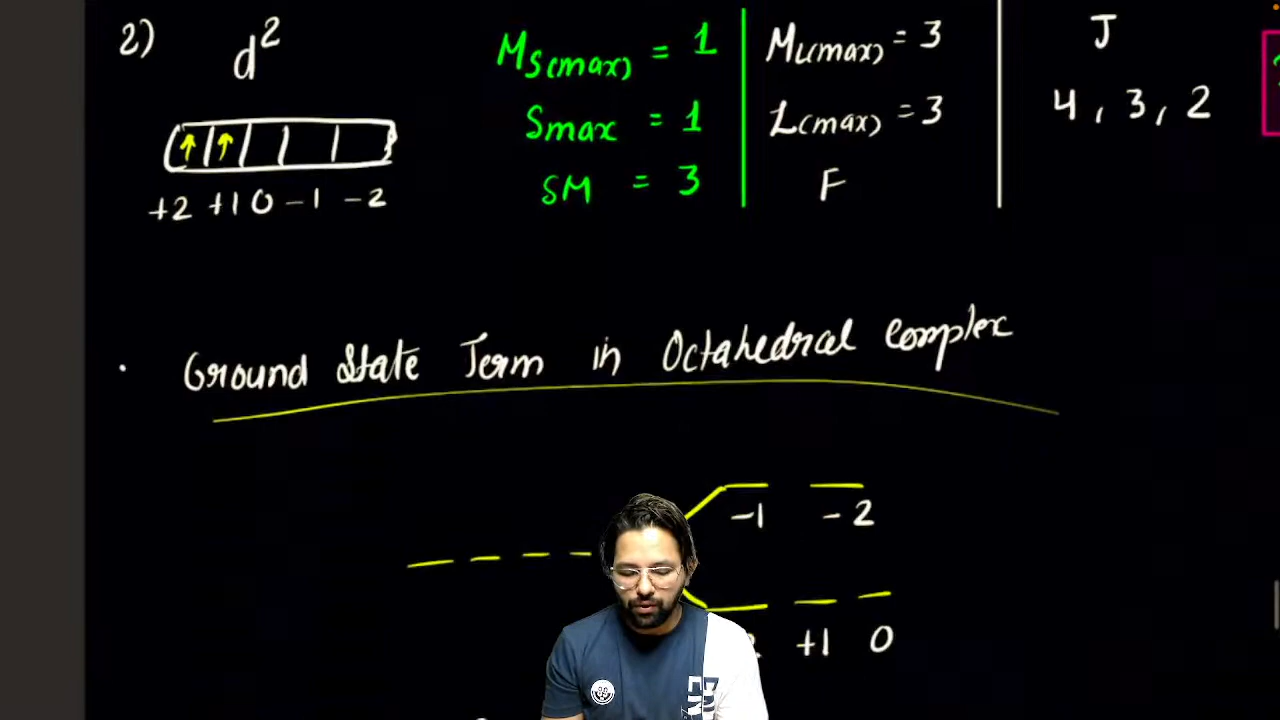 2) d²
+2 +1 0 -1 -2
Ms(max) = 1
Smax = 1
SM = 3
ML(max) = 3
L(max) = 3
F
J
4, 3, 2
• Ground State Term in Octahedral complex
-1 -2
+1 0